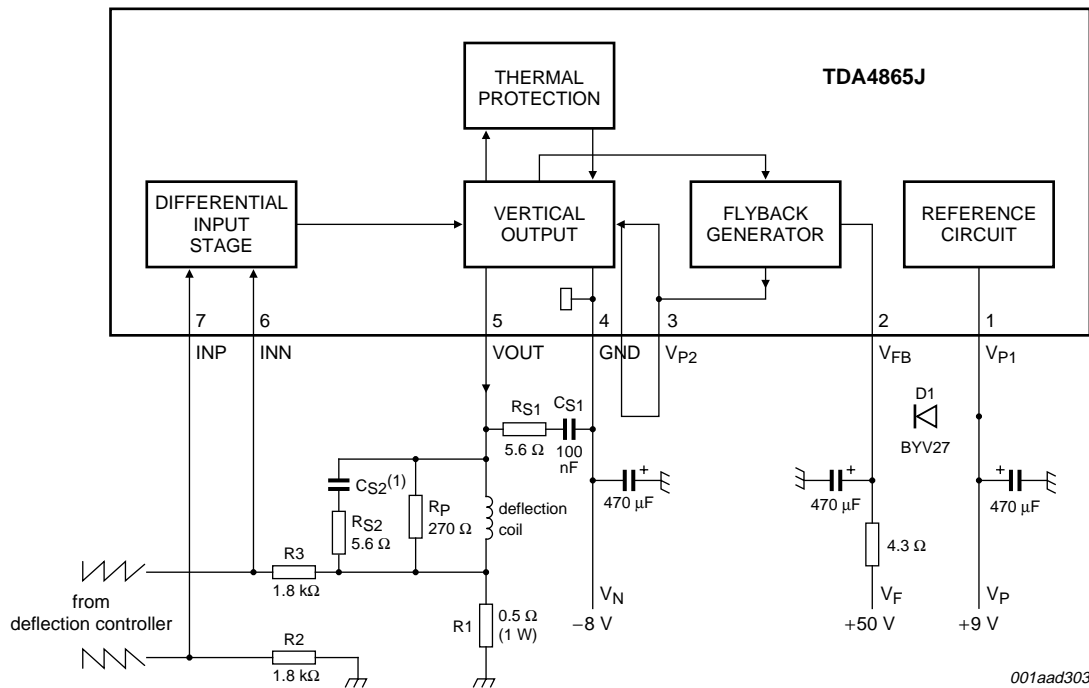 TDA4865J
THERMAL
PROTECTION
DIFFERENTIAL
INPUT
STAGE
VERTICAL
OUTPUT
FLYBACK
GENERATOR
REFERENCE
CIRCUIT
7 6 5 4 3 2 1
INP INN VOUT GND VP2 VFB VP1
D1
BYV27
RS1
5.6 Ω
CS1
100
nF
CS2(1)
RS2
5.6 Ω
RP
270 Ω
deflection
coil
+
470 μF
+
470 μF
+
470 μF
4.3 Ω
R3
1.8 kΩ
from
deflection controller
R2
1.8 kΩ
R1
0.5 Ω
(1 W)
VN
−8 V
VF
+50 V
VP
+9 V
001aad303